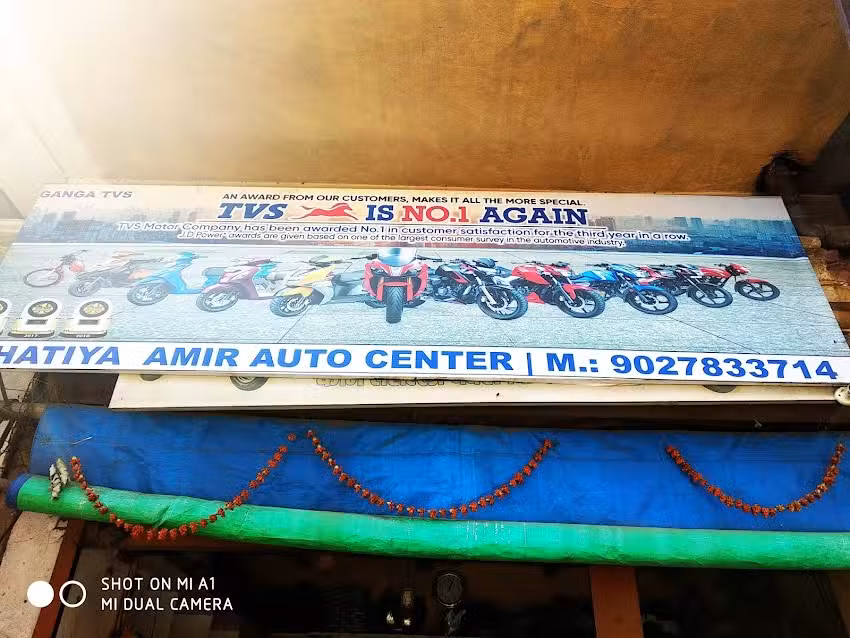 GANGA TVS
AN AWARD FROM OUR CUSTOMERS, MAKES IT ALL THE MORE SPECIAL.
TVS IS NO.1 AGAIN
TVS Motor Company has been awarded No.1 in customer satisfaction for the third year in a row.
J.D Power* awards are given based on one of the largest consumer survey in the automotive industry.
HATIYA AMIR AUTO CENTER | M.: 9027833714
SHOT ON MI A1
MI DUAL CAMERA